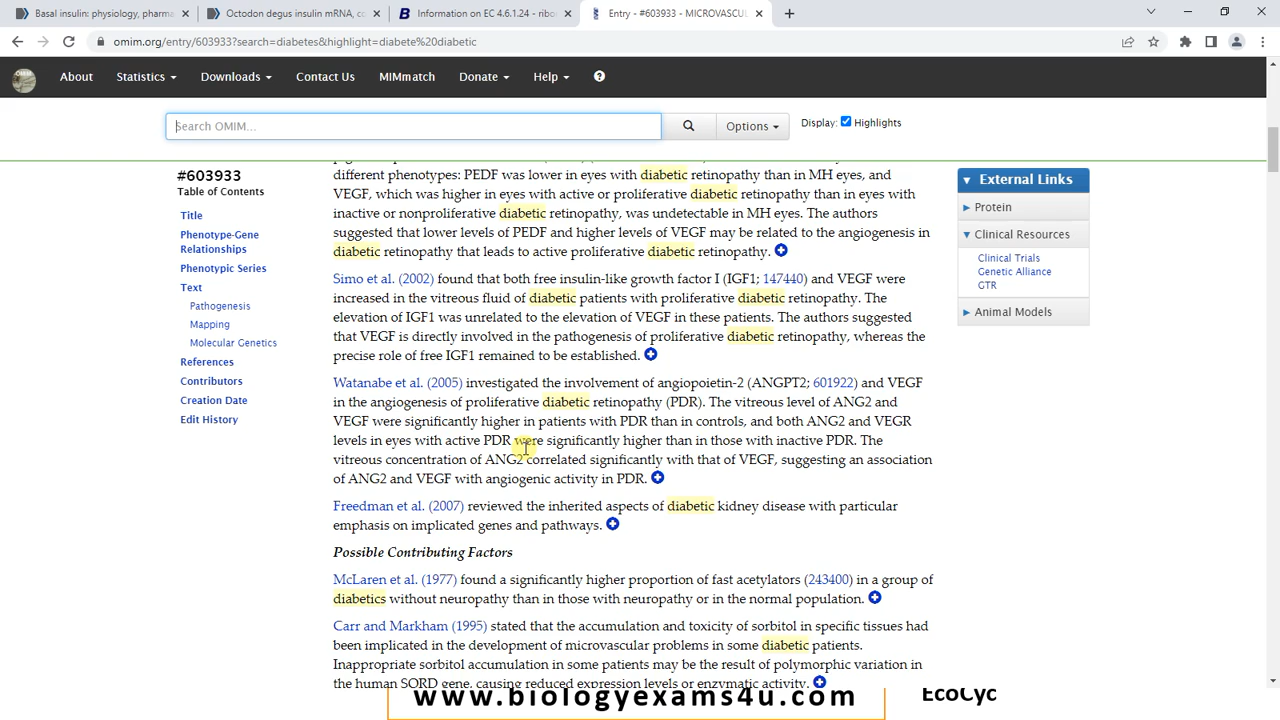 Basal insulin: physiology, pharma
Octodon degus insulin mRNA, co
Information on EC 4.6.1.24 - ribo
Entry - #603933 - MICROVASCUL
omim.org/entry/603933?search=diabetes&highlight=diabete%20diabetic
About Statistics Downloads Contact Us MIMmatch Donate Help
Search OMIM...
Options
Display: Highlights
#603933
Table of Contents
Title
Phenotype-Gene
Relationships
Phenotypic Series
Text
Pathogenesis
Mapping
Molecular Genetics
References
Contributors
Creation Date
Edit History
different phenotypes: PEDF was lower in eyes with diabetic retinopathy than in MH eyes, and
VEGF, which was higher in eyes with active or proliferative diabetic retinopathy than in eyes with
inactive or nonproliferative diabetic retinopathy, was undetectable in MH eyes. The authors
suggested that lower levels of PEDF and higher levels of VEGF may be related to the angiogenesis in
diabetic retinopathy that leads to active proliferative diabetic retinopathy.
Simo et al. (2002) found that both free insulin-like growth factor I (IGF1; 147440) and VEGF were
increased in the vitreous fluid of diabetic patients with proliferative diabetic retinopathy. The
elevation of IGF1 was unrelated to the elevation of VEGF in these patients. The authors suggested
that VEGF is directly involved in the pathogenesis of proliferative diabetic retinopathy, whereas the
precise role of free IGF1 remained to be established.
Watanabe et al. (2005) investigated the involvement of angiopoietin-2 (ANGPT2; 601922) and VEGF
in the angiogenesis of proliferative diabetic retinopathy (PDR). The vitreous level of ANG2 and
VEGF were significantly higher in patients with PDR than in controls, and both ANG2 and VEGR
levels in eyes with active PDR were significantly higher than in those with inactive PDR. The
vitreous concentration of ANG2 correlated significantly with that of VEGF, suggesting an association
of ANG2 and VEGF with angiogenic activity in PDR.
Freedman et al. (2007) reviewed the inherited aspects of diabetic kidney disease with particular
emphasis on implicated genes and pathways.
Possible Contributing Factors
McLaren et al. (1977) found a significantly higher proportion of fast acetylators (243400) in a group of
diabetics without neuropathy than in those with neuropathy or in the normal population.
Carr and Markham (1995) stated that the accumulation and toxicity of sorbitol in specific tissues had
been implicated in the development of microvascular problems in some diabetic patients.
Inappropriate sorbitol accumulation in some patients may be the result of polymorphic variation in
the human SORD gene, causing reduced expression levels or enzymatic activity.
External Links
Protein
Clinical Resources
Clinical Trials
Genetic Alliance
GTR
Animal Models
www.biologyexams4u.com
EcoCyc